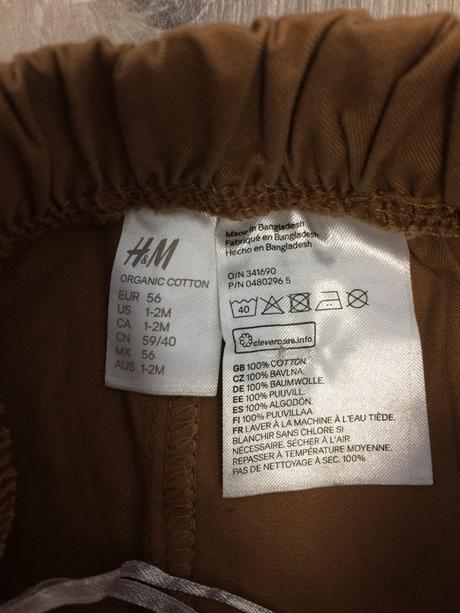 H&M
ORGANIC COTTON
EUR 56
US 1-2M
CA 1-2M
CN 59/40
MX 56
AUS 1-2M
Made in Bangladesh
Fabriqué en Bangladesh
Hecho en Bangladesh
O/N 341690
P/N 0480296 5
40
clevercare.info
GB 100% COTTON.
CZ 100% BAVLNA.
DE 100% BAUMWOLLE.
EE 100% PUUVILL.
ES 100% ALGODÓN.
FI 100% PUUVILLAA
FR LAVER À LA MACHINE À L'EAU TIÈDE.
BLANCHIR SANS CHLORE SI
NÉCESSAIRE. SÉCHER À L'AIR
REPASSER À TEMPÉRATURE MOYENNE.
PAS DE NETTOYAGE À SEC. 100%